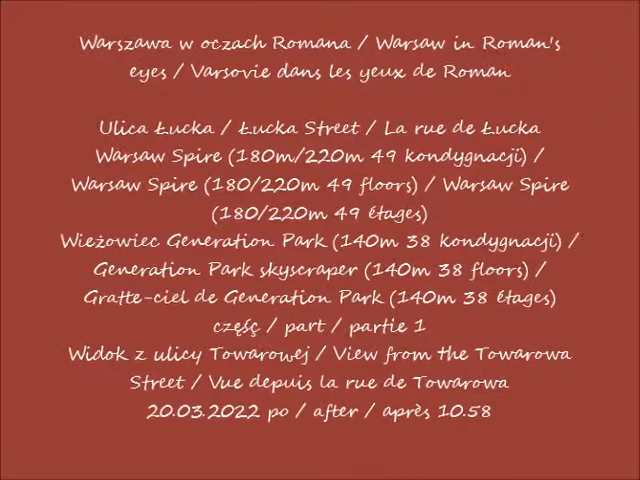 Warszawa w oczach Romana / Warsaw in Roman's
eyes / Varsovie dans les yeux de Roman
Ulica Łucka / Łucka Street / La rue de Łucka
Warsaw Spire (180m/220m 49 kondygnacji) /
Warsaw Spire (180/220m 49 floors) / Warsaw Spire
(180/220m 49 étages)
Wieżowiec Generation Park (140m 38 kondygnacji) /
Generation Park skyscraper (140m 38 floors) /
Gratte-ciel de Generation Park (140m 38 étages)
część / part / partie 1
Widok z ulicy Towarowej / View from the Towarowa
Street / Vue depuis la rue de Towarowa
20.03.2022 po / after / après 10.58